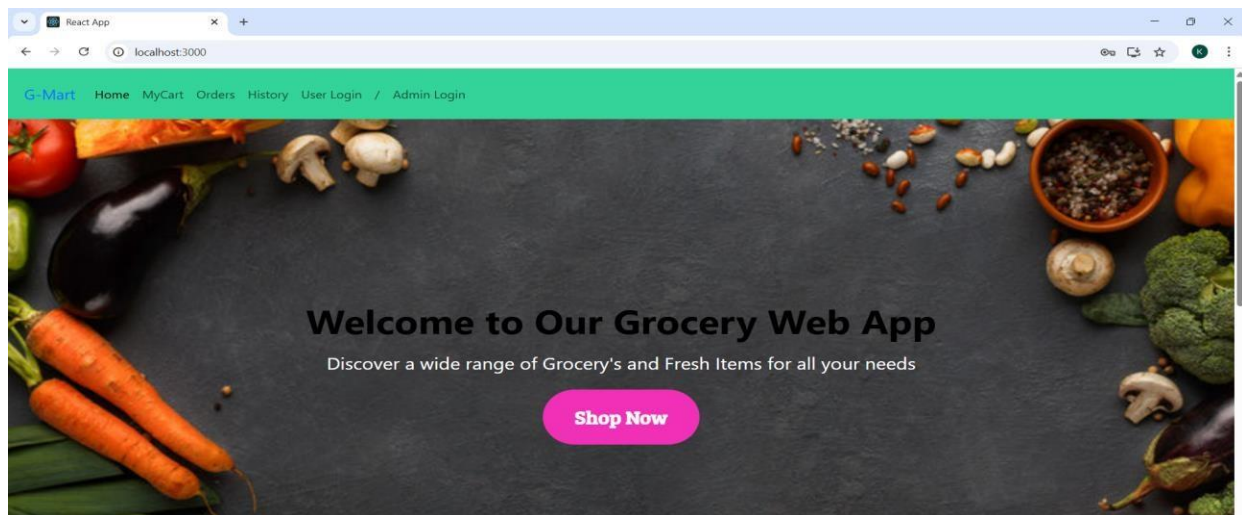 React App
localhost:3000
K
G-Mart Home MyCart Orders History User Login / Admin Login
Welcome to Our Grocery Web App
Discover a wide range of Grocery's and Fresh Items for all your needs
Shop Now